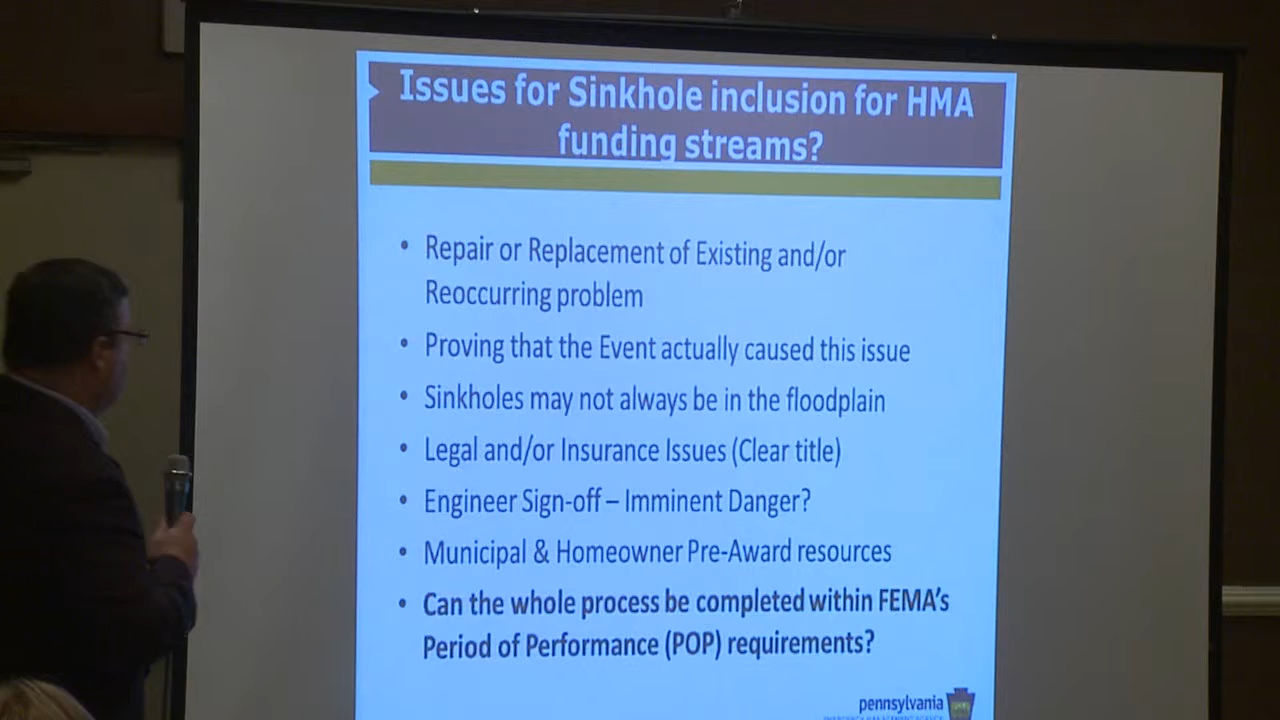 Issues for Sinkhole inclusion for HMA
funding streams?
• Repair or Replacement of Existing and/or
Reoccurring problem
• Proving that the Event actually caused this issue
• Sinkholes may not always be in the floodplain
• Legal and/or Insurance Issues (Clear title)
• Engineer Sign-off – Imminent Danger?
• Municipal & Homeowner Pre-Award resources
• Can the whole process be completed within FEMA's
Period of Performance (POP) requirements?
pennsylvania